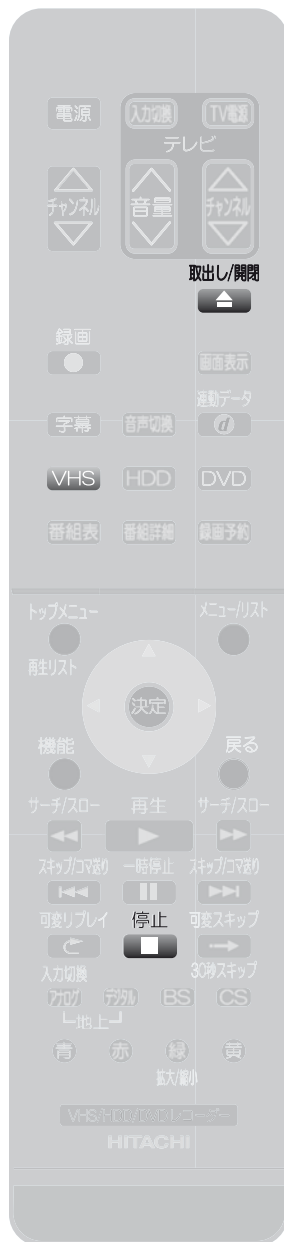 電源
入力切換
TV電源
テレビ
チャンネル
音量
チャンネル
取出し/開閉
録画
画面表示
連動データ
字幕
音声切換
d
VHS
HDD
DVD
番組表
番組詳細
録画予約
トップメニュー
メニュー/リスト
再生リスト
決定
機能
戻る
サーチ/スロー
再生
サーチ/スロー
スキップ/コマ送り
一時停止
スキップ/コマ送り
可変リプレイ
停止
可変スキップ
入力切換
30秒スキップ
アナログ
デジタル
BS
CS
地上
青
赤
緑
黄
拡大/縮小
VHS/HDD/DVDレコーダー
HITACHI